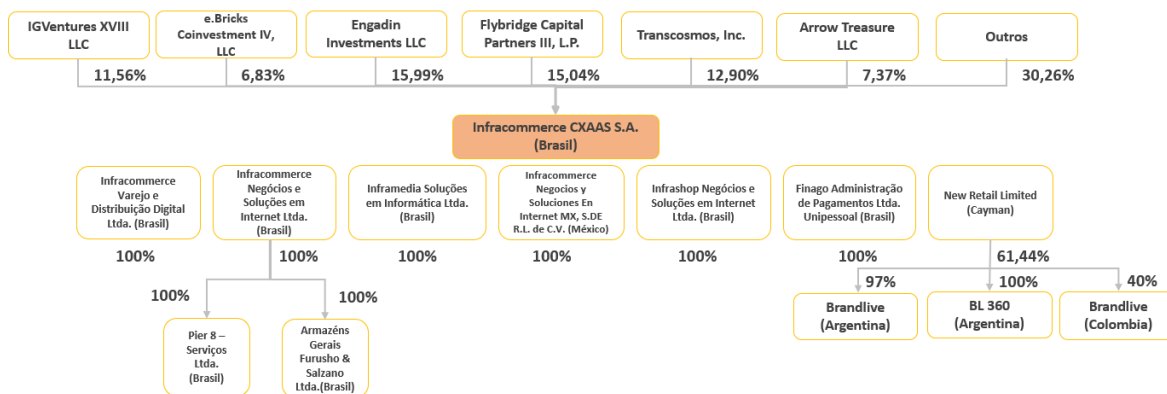 IGVentures XVIII
LLC
e.Bricks
Coinvestment IV,
LLC
Engadin
Investments LLC
Flybridge Capital
Partners III, L.P.
Transcosmos, Inc.
Arrow Treasure
LLC
Outros
11,56%
6,83%
15,99%
15,04%
12,90%
7,37%
30,26%
Infracommerce CXAAS S.A.
(Brasil)
Infracommerce
Varejo e
Distribuição Digital
Ltda. (Brasil)
Infracommerce
Negócios e
Soluções em
Internet Ltda.
(Brasil)
Inframedia Soluções
em Informática Ltda.
(Brasil)
Infracommerce
Negocios y
Soluciones En
Internet MX, S.DE
R.L. de C.V. (México)
Infrashop Negócios e
Soluções em Internet
Ltda. (Brasil)
Finago Administração
de Pagamentos Ltda.
Unipessoal (Brasil)
New Retail Limited
(Cayman)
100%
100%
100%
100%
100%
100%
61,44%
100%
100%
97%
100%
40%
Pier 8 –
Serviços
Ltda.
(Brasil)
Armazéns
Gerais
Furusho &
Salzano
Ltda.(Brasil)
Brandlive
(Argentina)
BL 360
(Argentina)
Brandlive
(Colombia)